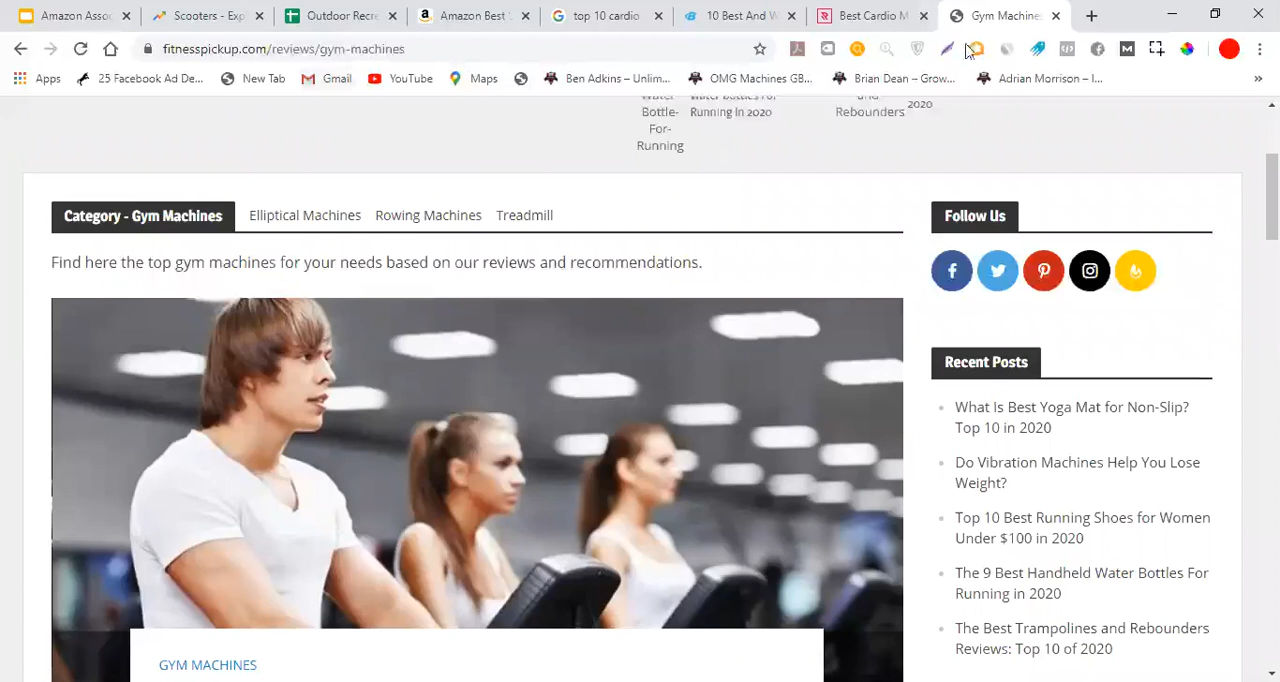 Amazon Assoc
Scooters - Exp
Outdoor Recre
Amazon Best
top 10 cardio
10 Best And W
Best Cardio M
Gym Machine
fitnesspickup.com/reviews/gym-machines
Apps
25 Facebook Ad De...
New Tab
Gmail
YouTube
Maps
Ben Adkins – Unlim...
OMG Machines GB...
Brian Dean – Grow...
Adrian Morrison – I...
Bottle-
For-
Running
Running In 2020
and
Rebounders
2020
Category - Gym Machines
Elliptical Machines
Rowing Machines
Treadmill
Find here the top gym machines for your needs based on our reviews and recommendations.
GYM MACHINES
Follow Us
Recent Posts
What Is Best Yoga Mat for Non-Slip?
Top 10 in 2020
Do Vibration Machines Help You Lose
Weight?
Top 10 Best Running Shoes for Women
Under $100 in 2020
The 9 Best Handheld Water Bottles For
Running in 2020
The Best Trampolines and Rebounders
Reviews: Top 10 of 2020